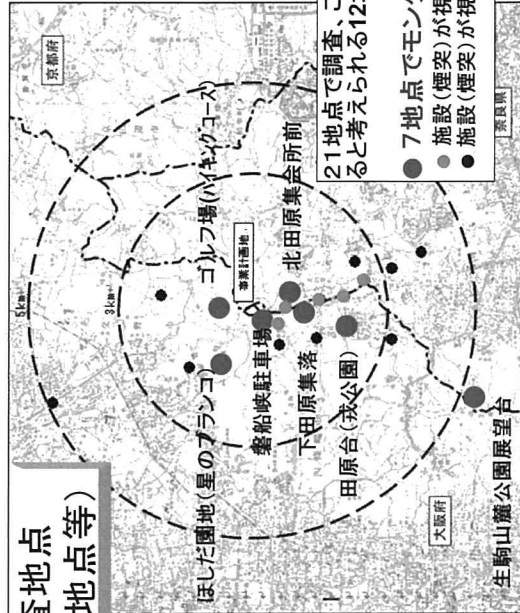 査地点
地点等)
21地点で調査、こ
ると考えられる12
7地点でモンタ
施設(煙突)が視
施設(煙突)が視
京都府
5km
3km
ゴルフ場(ハイキングコース)
事業計画地
北田原集会所前
ほしだ園地(星のブランコ)
磐船峡駐車場
下田原集落
田原台(戎公園)
大阪府
奈良県
生駒山麓公園展望台